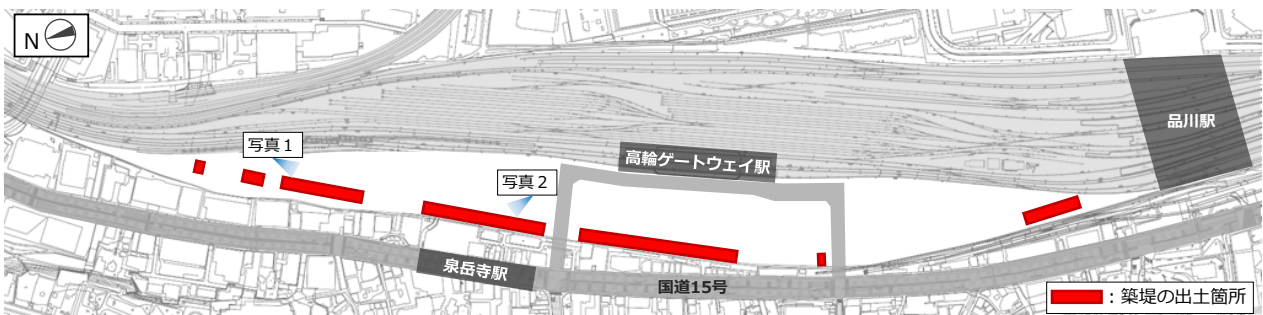 N
写真１
写真２
高輪ゲートウェイ駅
品川駅
泉岳寺駅
国道15号
：築堤の出土箇所